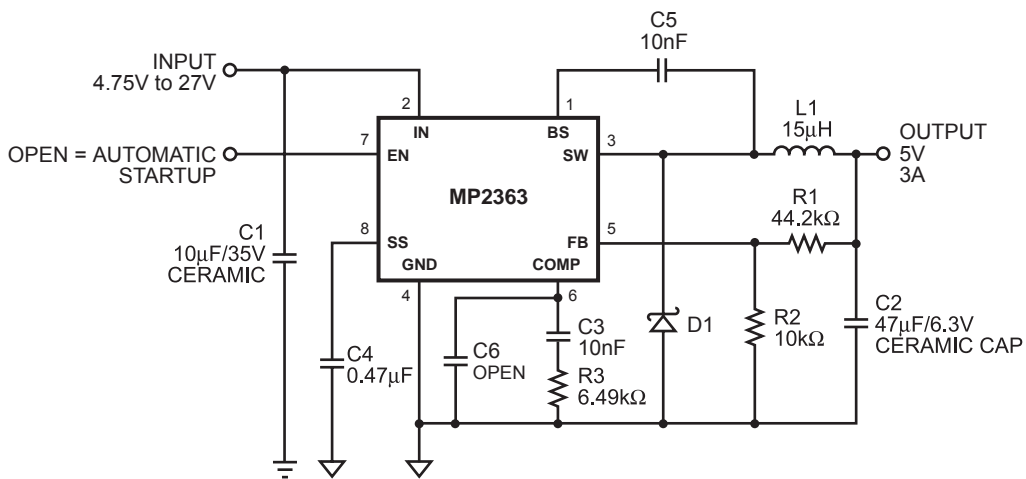 C5
10nF
INPUT
4.75V to 27V
2
1
L1
15μH
IN
BS
OUTPUT
5V
3A
7
EN
SW
3
OPEN = AUTOMATIC
STARTUP
MP2363
R1
44.2kΩ
8
SS
FB
5
C1
10μF/35V
CERAMIC
GND
COMP
4
6
C4
0.47μF
C6
OPEN
C3
10nF
R3
6.49kΩ
D1
R2
10kΩ
C2
47μF/6.3V
CERAMIC CAP